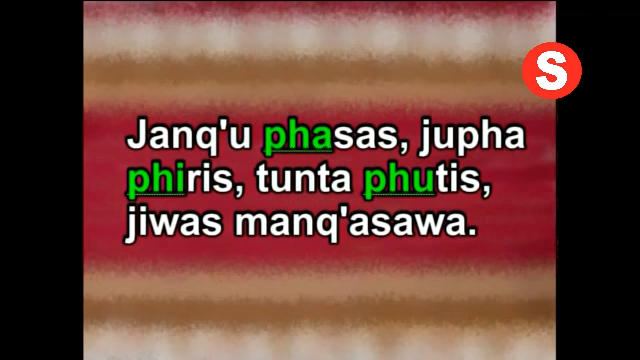 S
Janq'u phasas, jupha
phiris, tunta phutis,
jiwas manq'asawa.